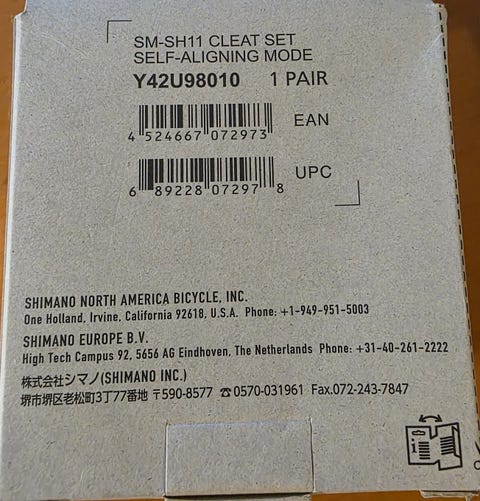 SM-SH11 CLEAT SET
SELF-ALIGNING MODE
Y42U98010 1 PAIR
4 524667 072973 EAN
6 89228 07297 8 UPC
SHIMANO NORTH AMERICA BICYCLE, INC.
One Holland, Irvine, California 92618, U.S.A. Phone: +1-949-951-5003
SHIMANO EUROPE B.V.
High Tech Campus 92, 5656 AG Eindhoven, The Netherlands Phone: +31-40-261-2222
株式会社シマノ(SHIMANO INC.)
堺市堺区老松町3丁77番地 〒590-8577 ☎0570-031961 Fax.072-243-7847